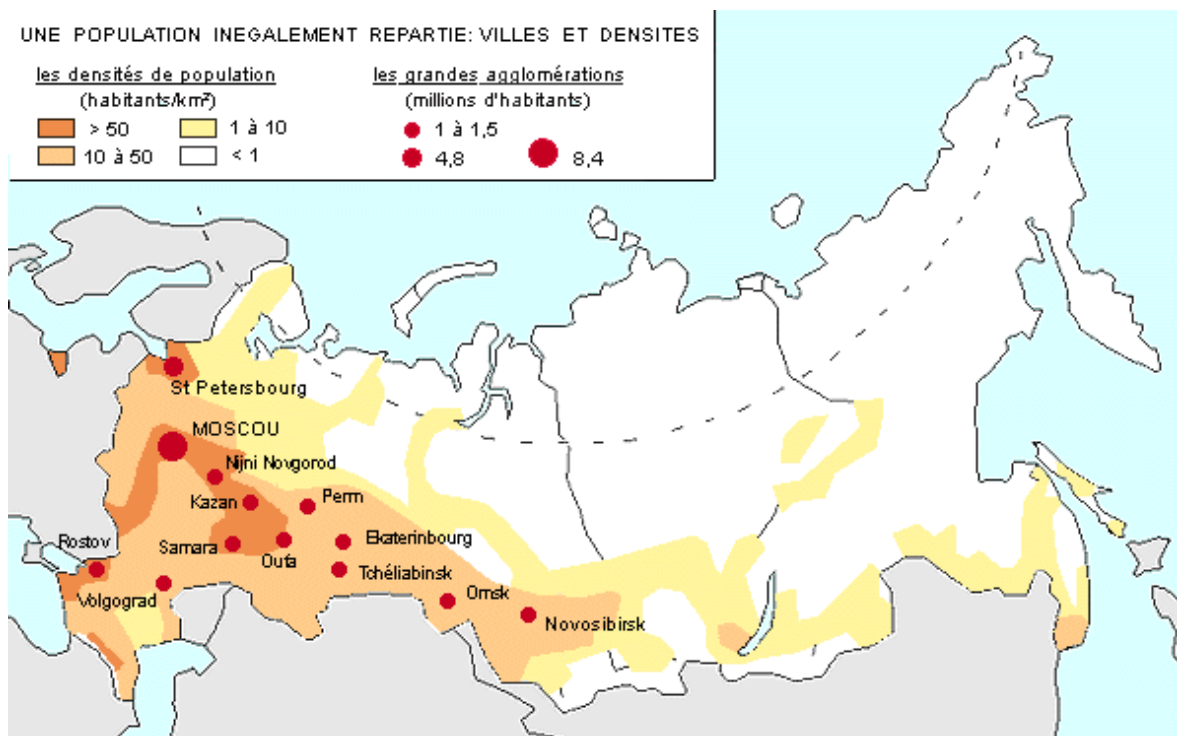 UNE POPULATION INEGALEMENT REPARTIE: VILLES ET DENSITES
les densités de population
(habitants/km²)
> 50
1 à 10
10 à 50
< 1
les grandes agglomérations
(millions d'habitants)
1 à 1,5
4,8
8,4
St Petersbourg
MOSCOU
Nijni Novgorod
Kazan
Perm
Rostov
Samara
Oufa
Ekaterinbourg
Tchéliabinsk
Volgograd
Omsk
Novosibirsk